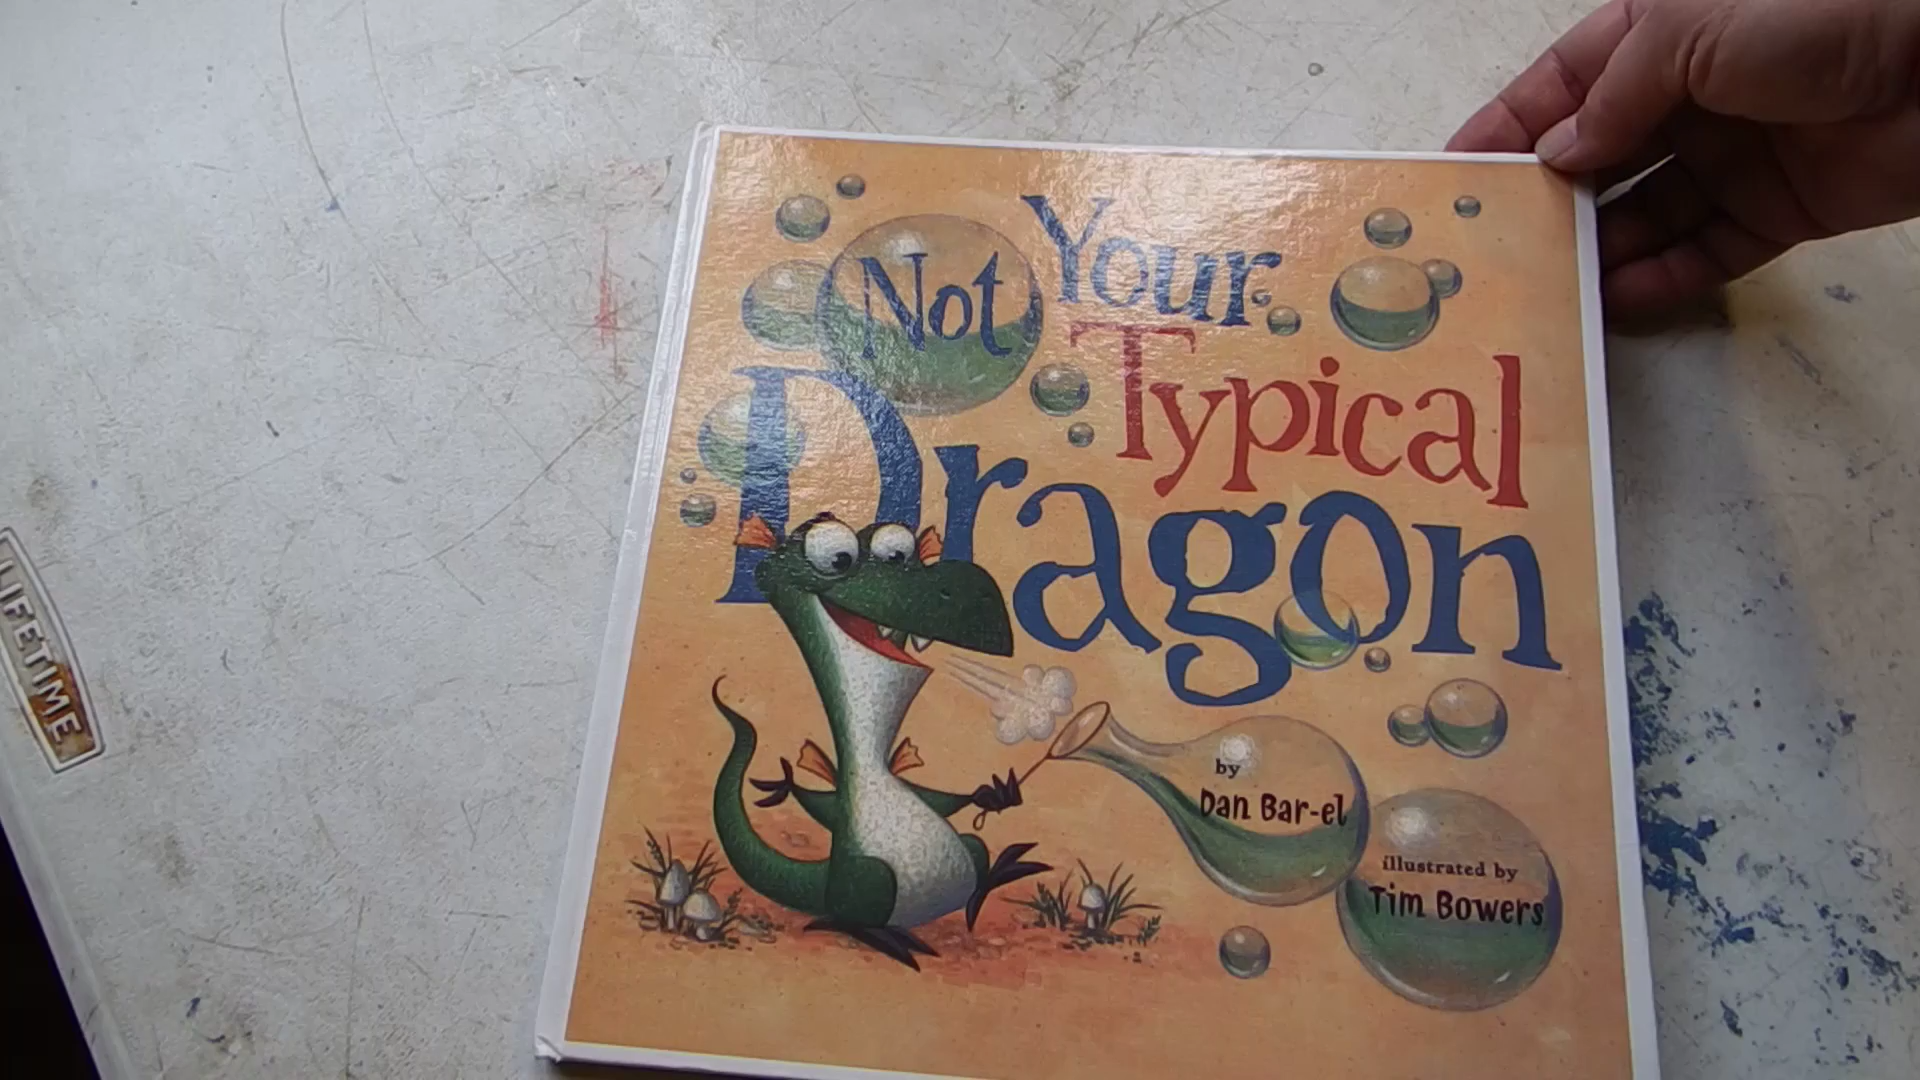 Not Your
Typical
Dragon
by
Dan Bar-el
illustrated by
Tim Bowers
LIFETIME